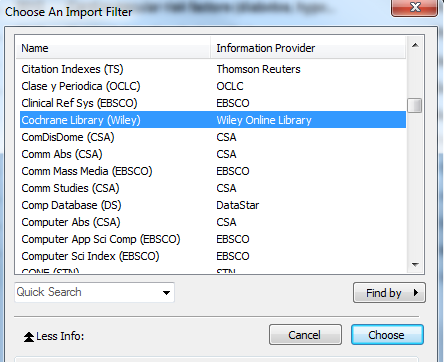 Choose An Import Filter
Name Information Provider
Citation Indexes (TS) Thomson Reuters
Clase y Periodica (OCLC) OCLC
Clinical Ref Sys (EBSCO) EBSCO
Cochrane Library (Wiley) Wiley Online Library
ComDisDome (CSA) CSA
Comm Abs (CSA) CSA
Comm Mass Media (EBSCO) EBSCO
Comm Studies (CSA) CSA
Comp Database (DS) DataStar
Computer Abs (CSA) CSA
Computer App Sci Comp (EBSCO) EBSCO
Computer Sci Index (EBSCO) EBSCO
CONF (STN) STN
Quick Search Find by
Less Info: Cancel Choose